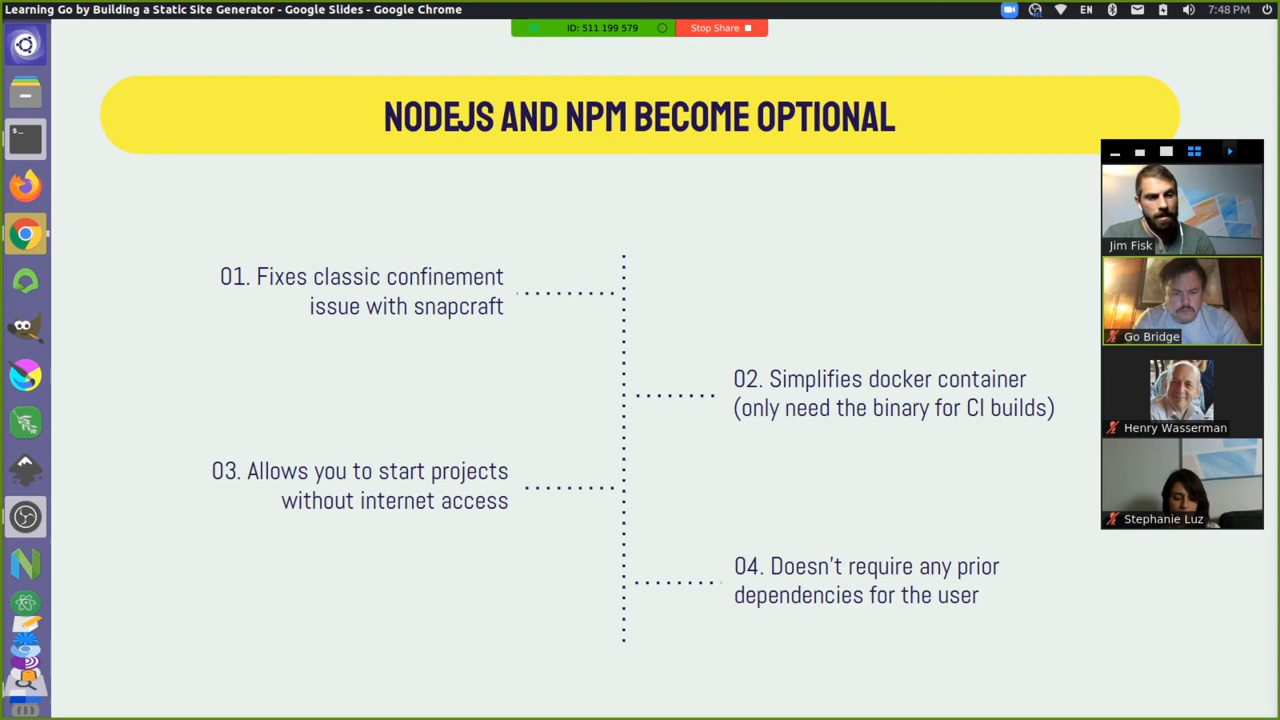 Learning Go by Building a Static Site Generator - Google Slides - Google Chrome
EN
7:48 PM
ID: 511 199 579
Stop Share
NODEJS AND NPM BECOME OPTIONAL
01. Fixes classic confinement
issue with snapcraft
02. Simplifies docker container
(only need the binary for CI builds)
03. Allows you to start projects
without internet access
04. Doesn't require any prior
dependencies for the user
Jim Fisk
Go Bridge
Henry Wasserman
Stephanie Luz